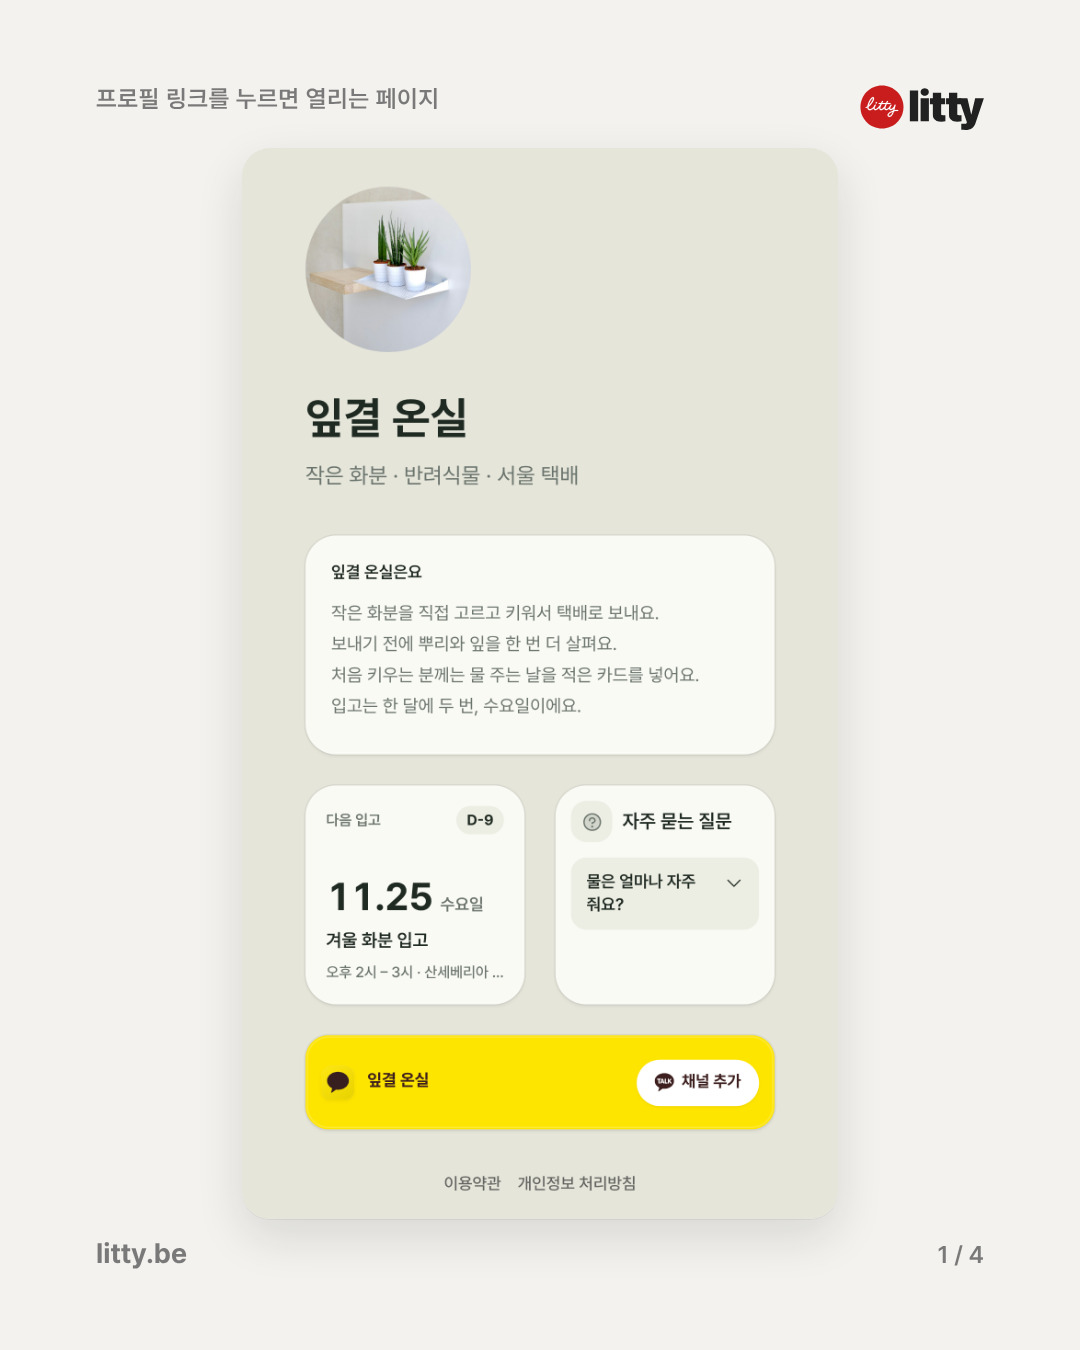 프로필 링크를 누르면 열리는 페이지
litty litty
잎결 온실
작은 화분 · 반려식물 · 서울 택배
잎결 온실은요
작은 화분을 직접 고르고 키워서 택배로 보내요.
보내기 전에 뿌리와 잎을 한 번 더 살펴요.
처음 키우는 분께는 물 주는 날을 적은 카드를 넣어요.
입고는 한 달에 두 번, 수요일이에요.
다음 입고 D-9
11.25 수요일
겨울 화분 입고
오후 2시 – 3시 · 산세베리아 ...
자주 묻는 질문
물은 얼마나 자주
줘요?
잎결 온실
TALK 채널 추가
이용약관 개인정보 처리방침
litty.be
1 / 4